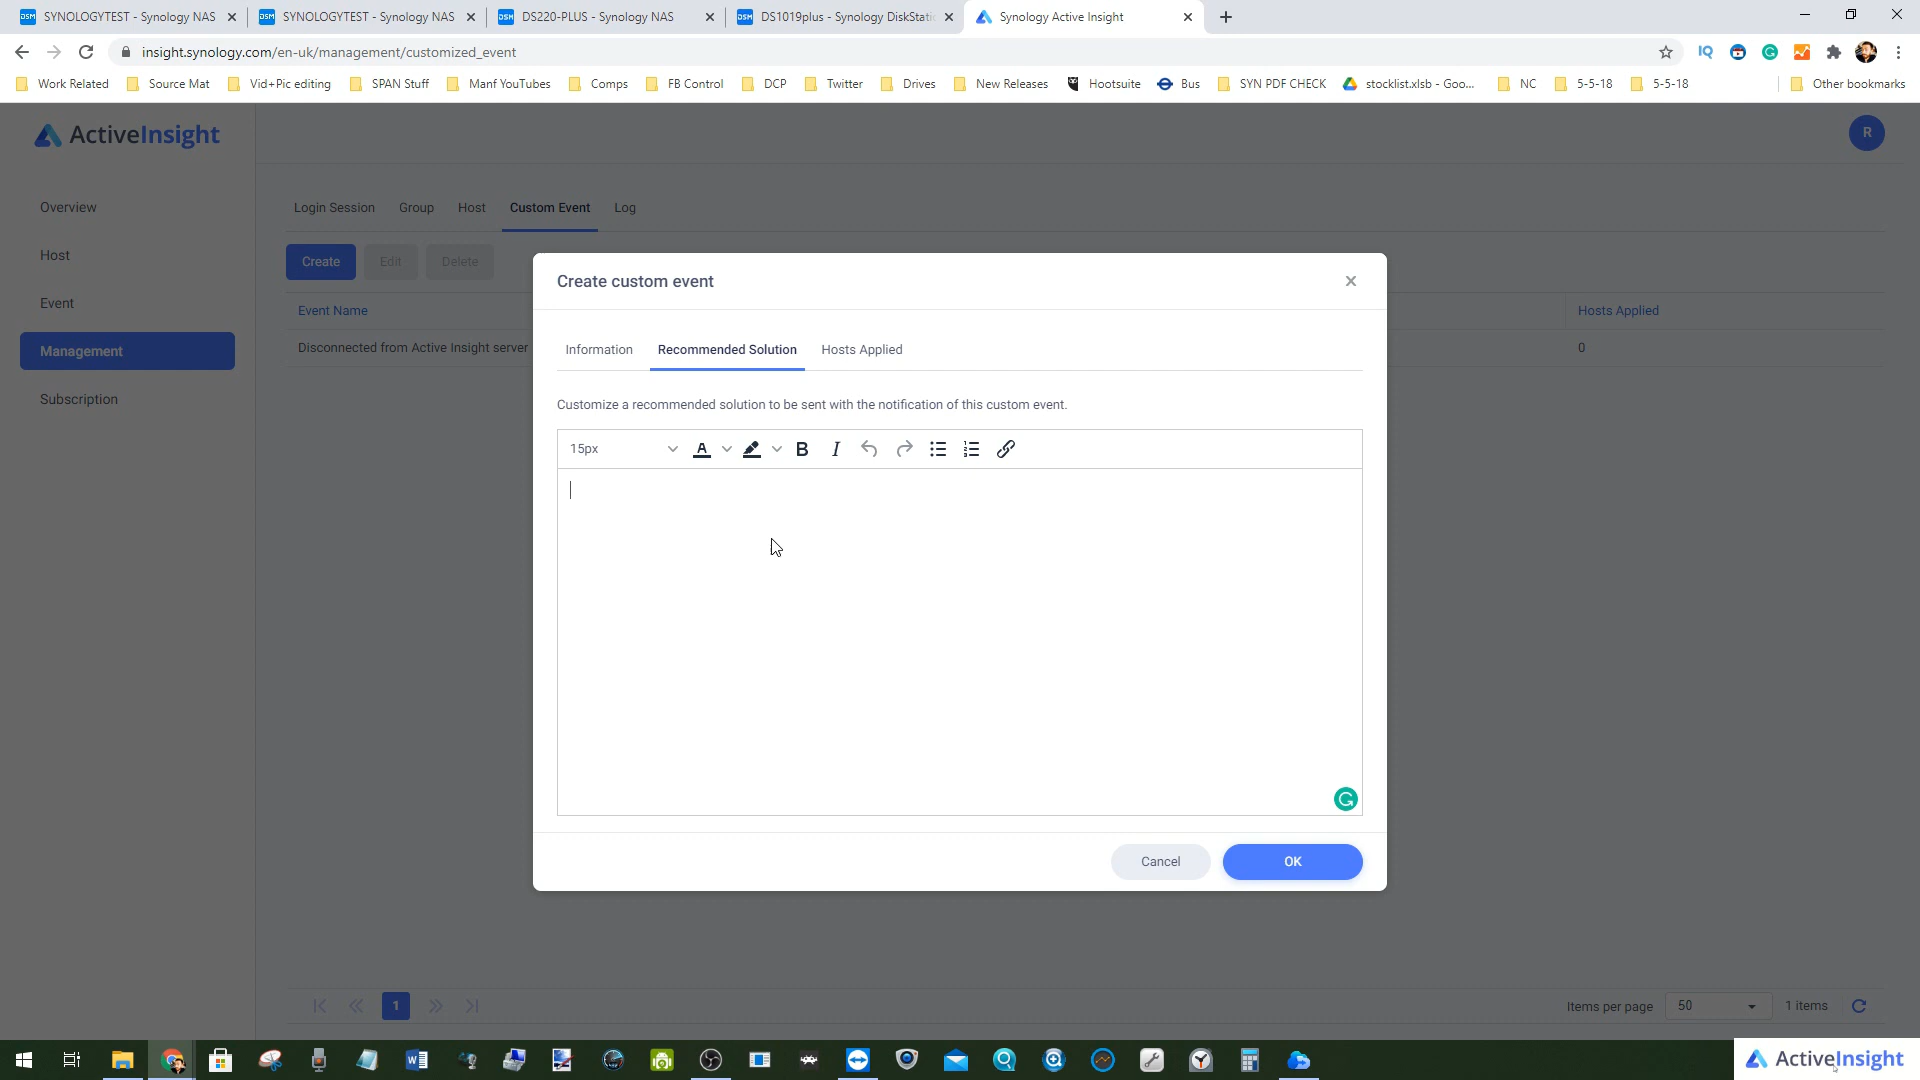 SYNOLOGYTEST - Synology NAS
SYNOLOGYTEST - Synology NAS
DS220-PLUS - Synology NAS
DS1019plus - Synology DiskStati
Synology Active Insight
insight.synology.com/en-uk/management/customized_event
Work Related
Source Mat
Vid+Pic editing
SPAN Stuff
Manf YouTubes
Comps
FB Control
DCP
Twitter
Drives
New Releases
Hootsuite
Bus
SYN PDF CHECK
stocklist.xlsb - Goo...
NC
5-5-18
5-5-18
Other bookmarks
ActiveInsight
R
Overview
Host
Event
Management
Subscription
Login Session
Group
Host
Custom Event
Log
Create
Edit
Delete
Event Name
Hosts Applied
Disconnected from Active Insight server
0
Create custom event
Information
Recommended Solution
Hosts Applied
Customize a recommended solution to be sent with the notification of this custom event.
15px
A
B
I
Cancel
OK
1
Items per page
50
1 items
ActiveInsight